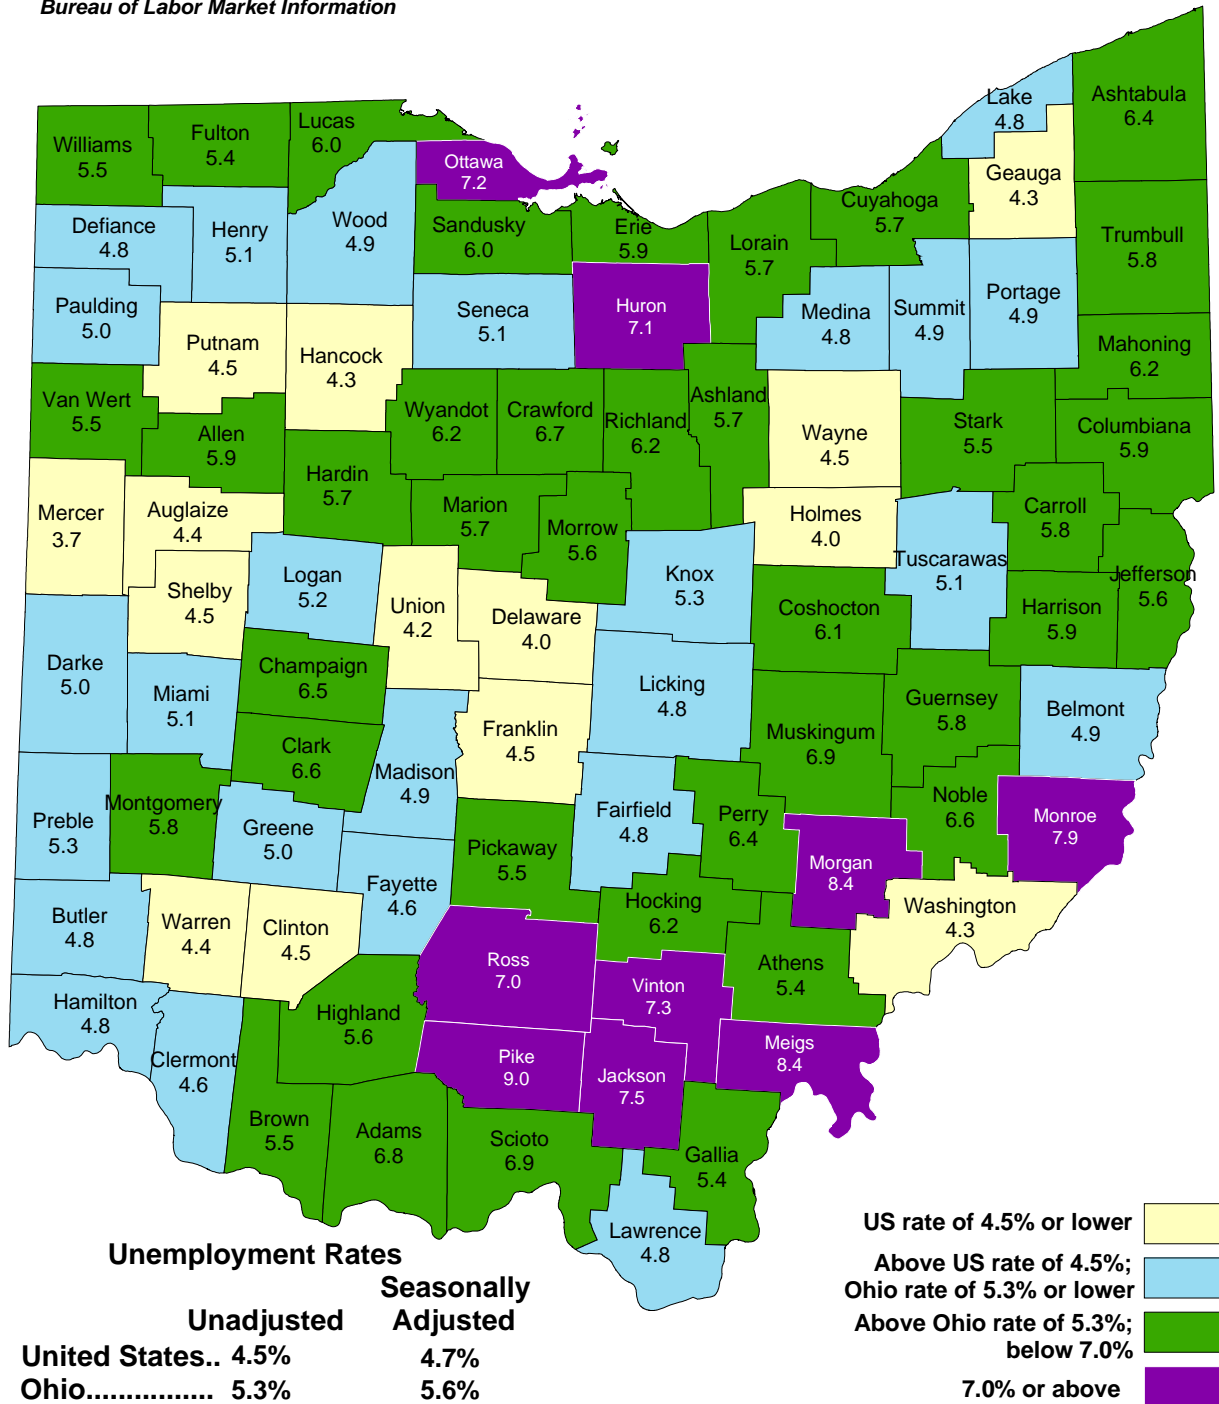 Bureau of Labor Market Information
Lake
4.8
Ashtabula
6.4
Williams
5.5
Fulton
5.4
Lucas
6.0
Ottawa
7.2
Geauga
4.3
Defiance
4.8
Henry
5.1
Wood
4.9
Sandusky
6.0
Erie
5.9
Lorain
5.7
Cuyahoga
5.7
Trumbull
5.8
Paulding
5.0
Putnam
4.5
Hancock
4.3
Seneca
5.1
Huron
7.1
Medina
4.8
Summit
4.9
Portage
4.9
Mahoning
6.2
Van Wert
5.5
Allen
5.9
Wyandot
6.2
Crawford
6.7
Richland
6.2
Ashland
5.7
Wayne
4.5
Stark
5.5
Columbiana
5.9
Hardin
5.7
Mercer
3.7
Auglaize
4.4
Marion
5.7
Morrow
5.6
Holmes
4.0
Carroll
5.8
Tuscarawas
5.1
Jefferson
5.6
Shelby
4.5
Logan
5.2
Union
4.2
Delaware
4.0
Knox
5.3
Coshocton
6.1
Harrison
5.9
Darke
5.0
Miami
5.1
Champaign
6.5
Licking
4.8
Guernsey
5.8
Belmont
4.9
Clark
6.6
Franklin
4.5
Muskingum
6.9
Madison
4.9
Preble
5.3
Montgomery
5.8
Greene
5.0
Fairfield
4.8
Perry
6.4
Noble
6.6
Monroe
7.9
Pickaway
5.5
Morgan
8.4
Fayette
4.6
Hocking
6.2
Washington
4.3
Butler
4.8
Warren
4.4
Clinton
4.5
Ross
7.0
Vinton
7.3
Athens
5.4
Hamilton
4.8
Highland
5.6
Clermont
4.6
Pike
9.0
Jackson
7.5
Meigs
8.4
Brown
5.5
Adams
6.8
Scioto
6.9
Gallia
5.4
Lawrence
4.8
US rate of 4.5% or lower
Above US rate of 4.5%;
Ohio rate of 5.3% or lower
Above Ohio rate of 5.3%;
below 7.0%
7.0% or above
Unemployment Rates
Seasonally
Unadjusted Adjusted
United States.. 4.5% 4.7%
Ohio................ 5.3% 5.6%